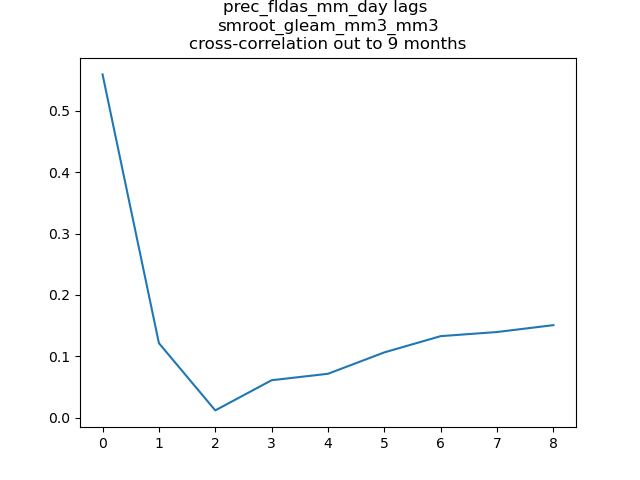 prec_fldas_mm_day lags
smroot_gleam_mm3_mm3
cross-correlation out to 9 months
0.5
0.4
0.3
0.2
0.1
0.0
0 1 2 3 4 5 6 7 8